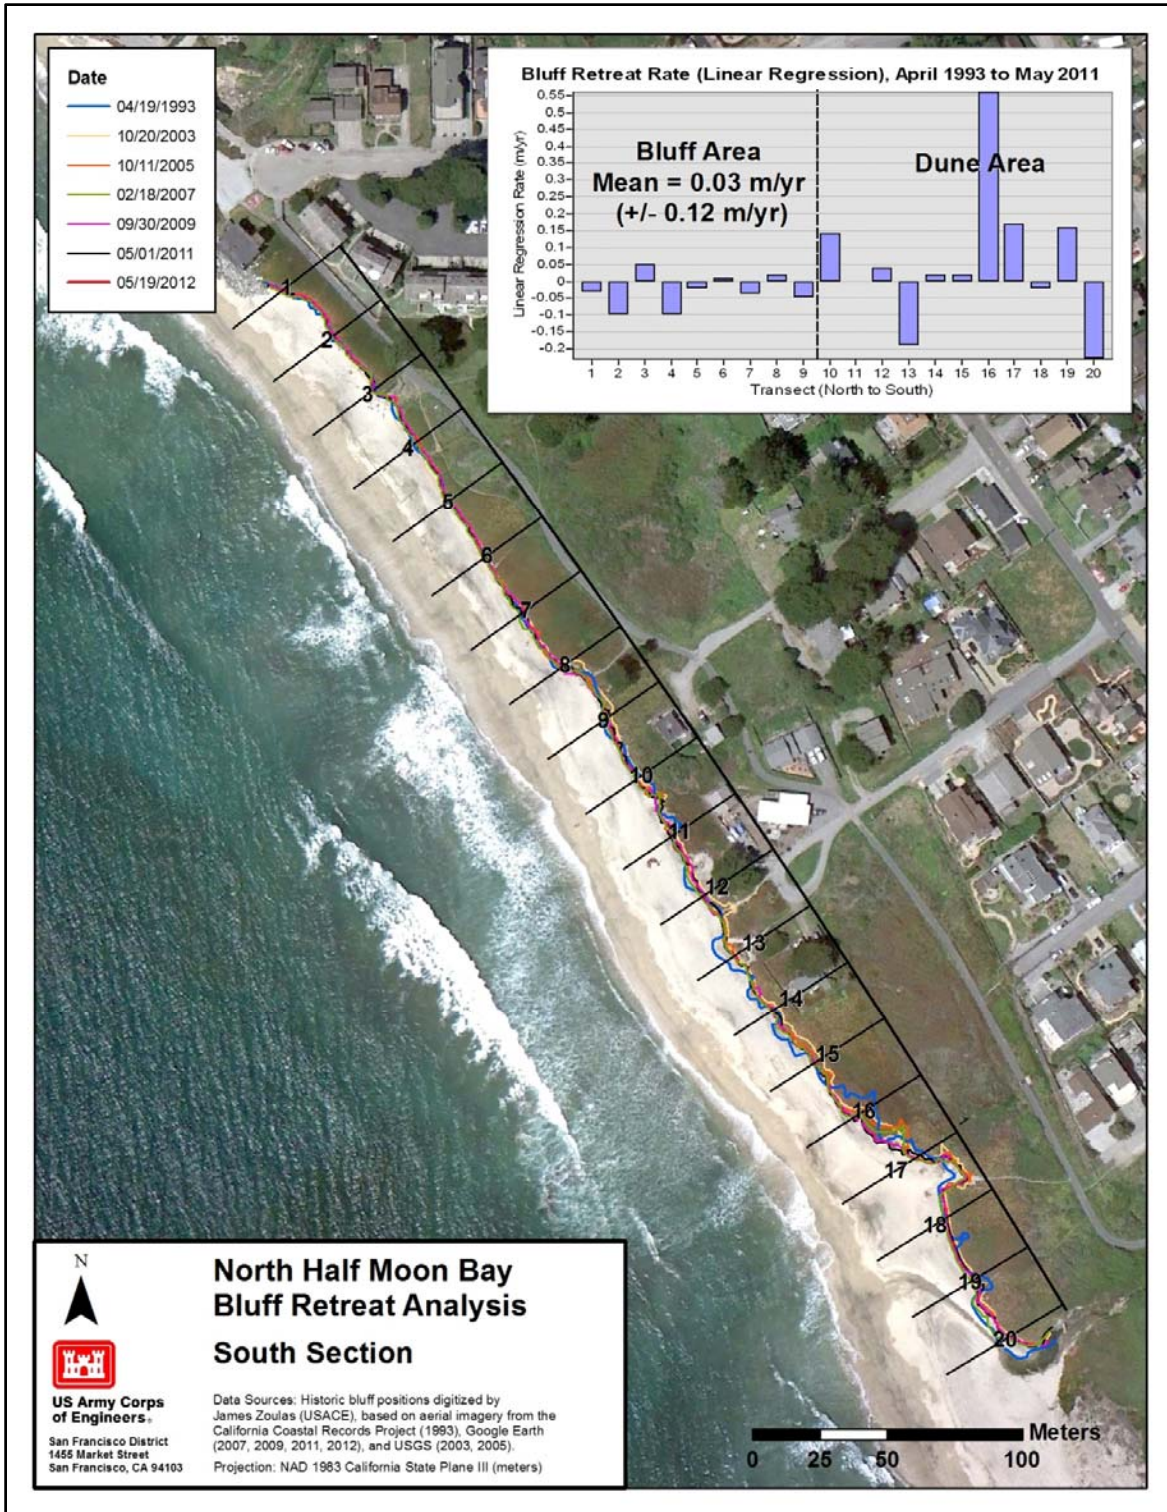 Date
04/19/1993
10/20/2003
10/11/2005
02/18/2007
09/30/2009
05/01/2011
05/19/2012
Bluff Retreat Rate (Linear Regression), April 1993 to May 2011
Linear Regression Rate (m/yr)
0.55
0.5
0.45
0.4
0.35
0.3
0.25
0.2
0.15
0.1
0.05
0
-0.05
-0.1
-0.15
-0.2
Bluff Area
Mean = 0.03 m/yr
(+/- 0.12 m/yr)
Dune Area
1 2 3 4 5 6 7 8 9 10 11 12 13 14 15 16 17 18 19 20
Transect (North to South)
1
2
3
4
5
6
7
8
9
10
11
12
13
14
15
16
17
18
19
20
N
US Army Corps
of Engineers®
San Francisco District
1455 Market Street
San Francisco, CA 94103
North Half Moon Bay
Bluff Retreat Analysis
South Section
Data Sources: Historic bluff positions digitized by
James Zoulas (USACE), based on aerial imagery from the
California Coastal Records Project (1993), Google Earth
(2007, 2009, 2011, 2012), and USGS (2003, 2005).
Projection: NAD 1983 California State Plane III (meters)
Meters
0 25 50 100